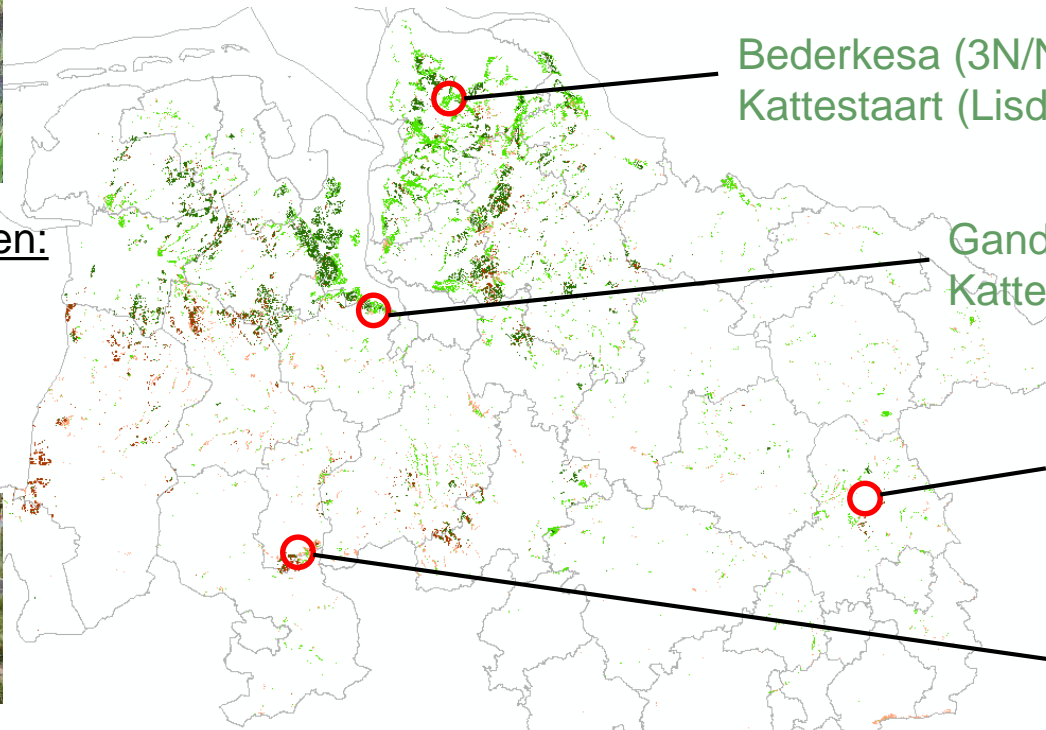 Bederkesa (3N/N
Kattestaart (Lisd
en:
Gand
Katte